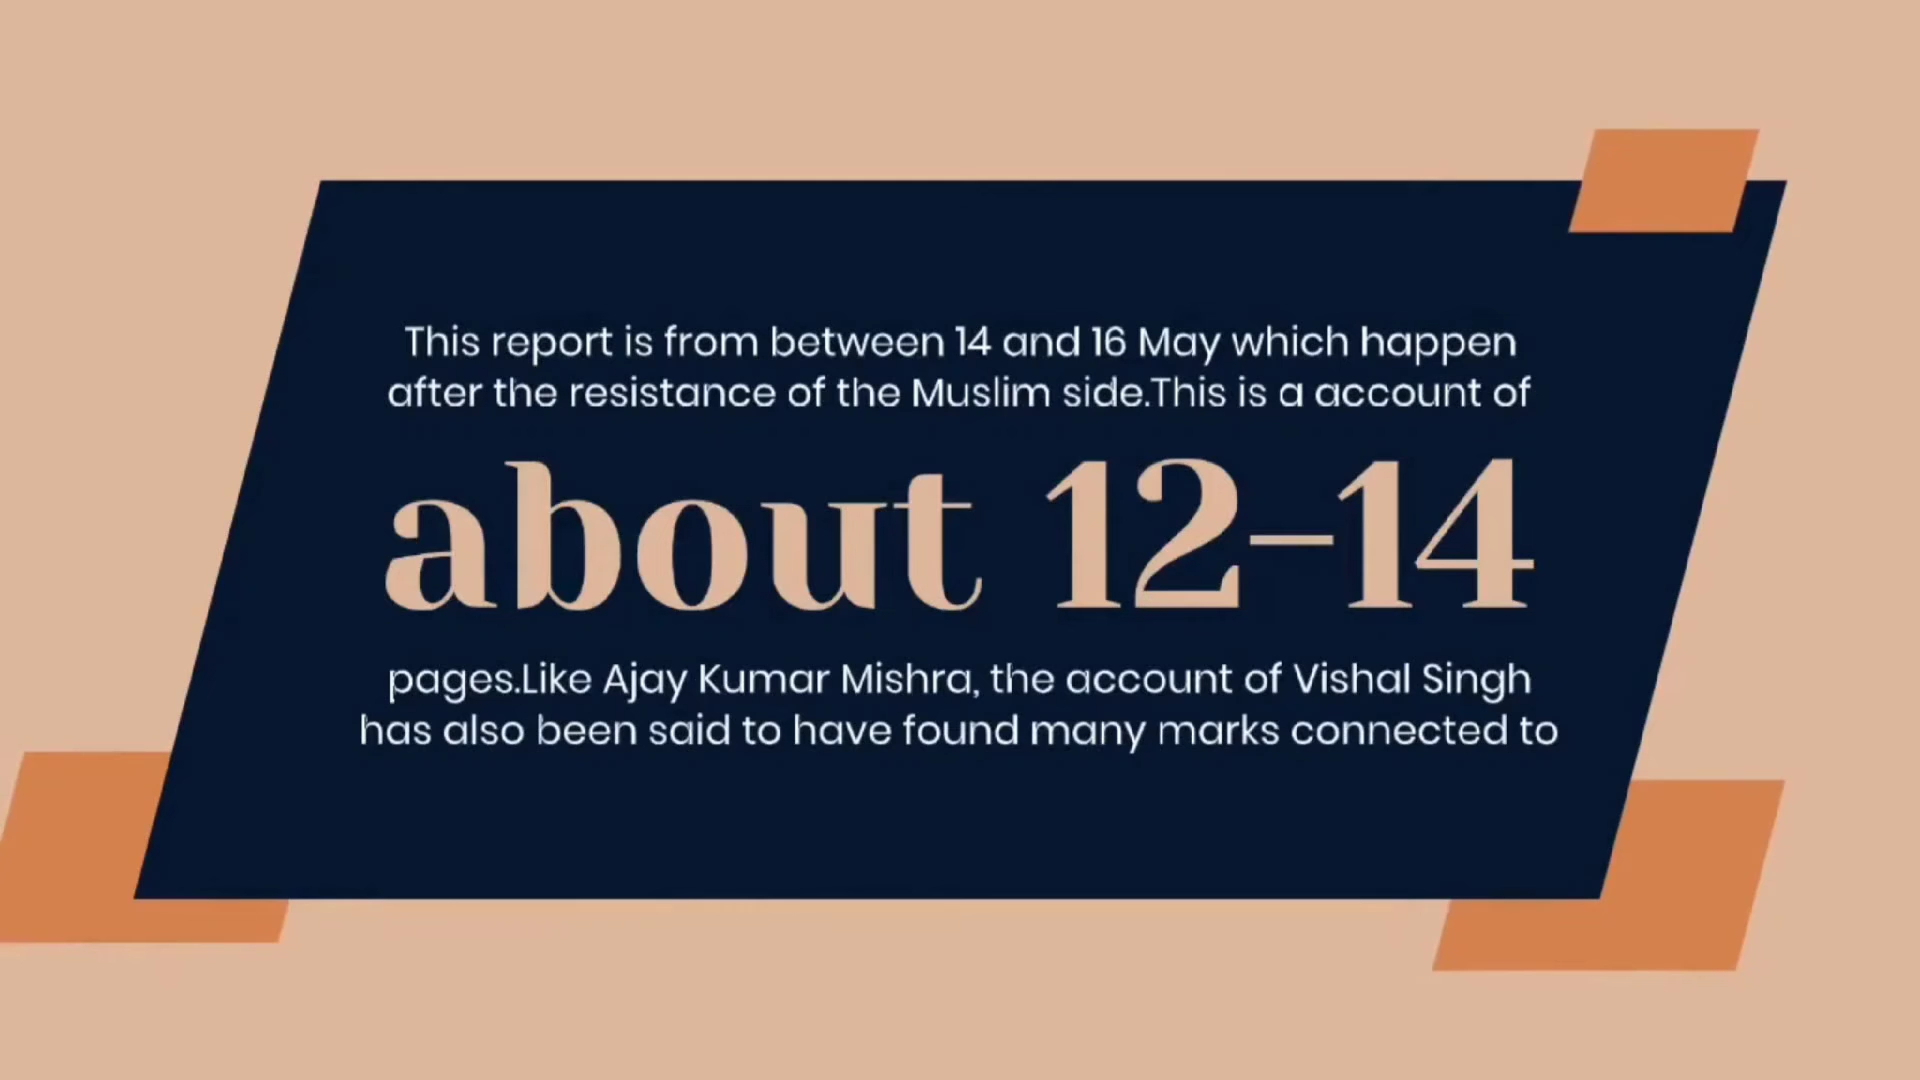 This report is from between 14 and 16 May which happen
after the resistance of the Muslim side.This is a account of
about 12–14
pages.Like Ajay Kumar Mishra, the account of Vishal Singh
has also been said to have found many marks connected to